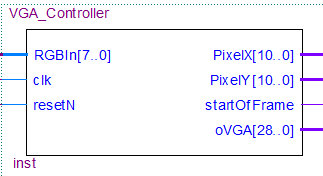 VGA_Controller
RGBIn[7..0] PixelX[10..0]
clk PixelY[10..0]
resetN startOfFrame
oVGA[28..0]
inst